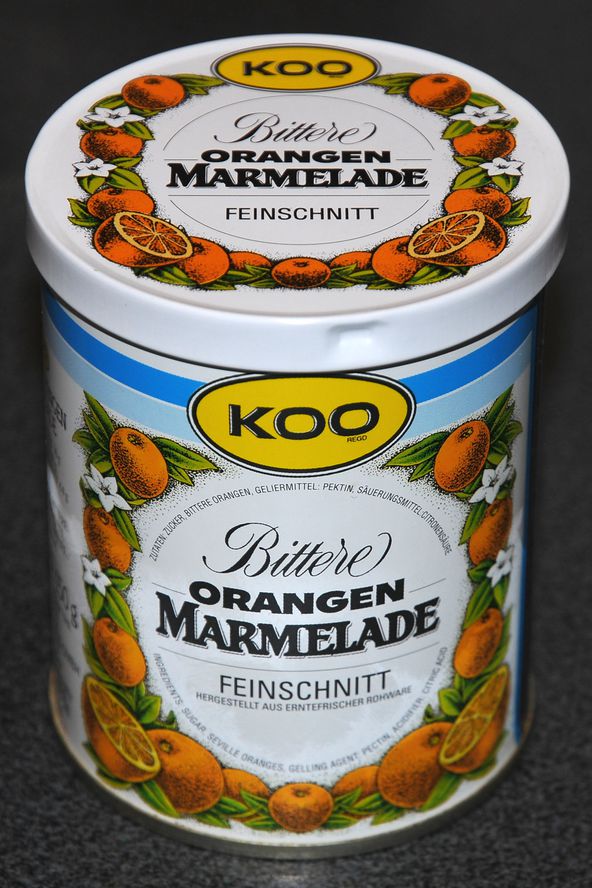 KOO
Bittere
ORANGEN
MARMELADE
FEINSCHNITT
KOO
REGD
ZUTATEN: ZUCKER, BITTERE ORANGEN, GELIERMITTEL: PEKTIN, SÄUERUNGSMITTEL:CITRONENSÄURE
Bittere
ORANGEN
MARMELADE
FEINSCHNITT
HERGESTELLT AUS ERNTEFRISCHER ROHWARE
INGREDIENTS: SUGAR, SEVILLE ORANGES, GELLING AGENT: PECTIN, ACIDIFIER: CITRIC ACID